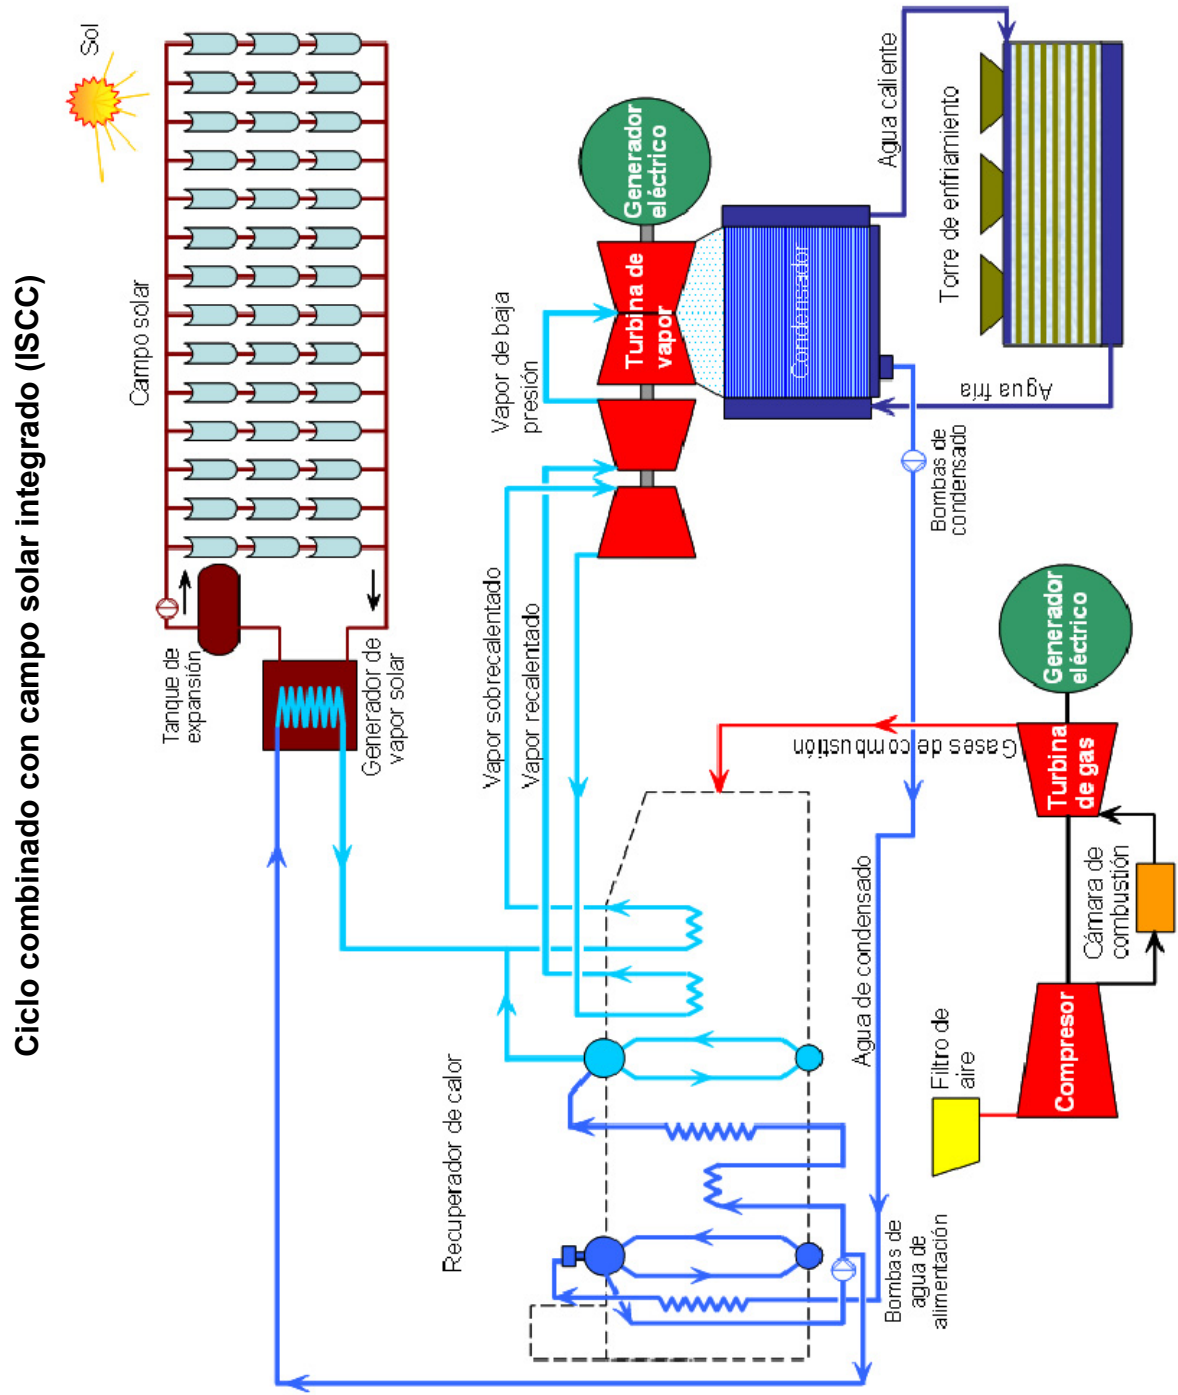 Ciclo combinado con campo solar integrado (ISCC)
Sol
Campo solar
Tanque de
expansión
Generador de
vapor solar
Vapor sobrecalentado
Vapor recalentado
Vapor de baja
presión
Turbina de
vapor
Generador
eléctrico
Condensador
Agua caliente
Torre de enfriamiento
Agua fría
Bombas de
condensado
Recuperador de calor
Gases de combustión
Agua de condensado
Bombas de
agua de
alimentación
Filtro de
aire
Compresor
Cámara de
combustión
Turbina
de gas
Generador
eléctrico